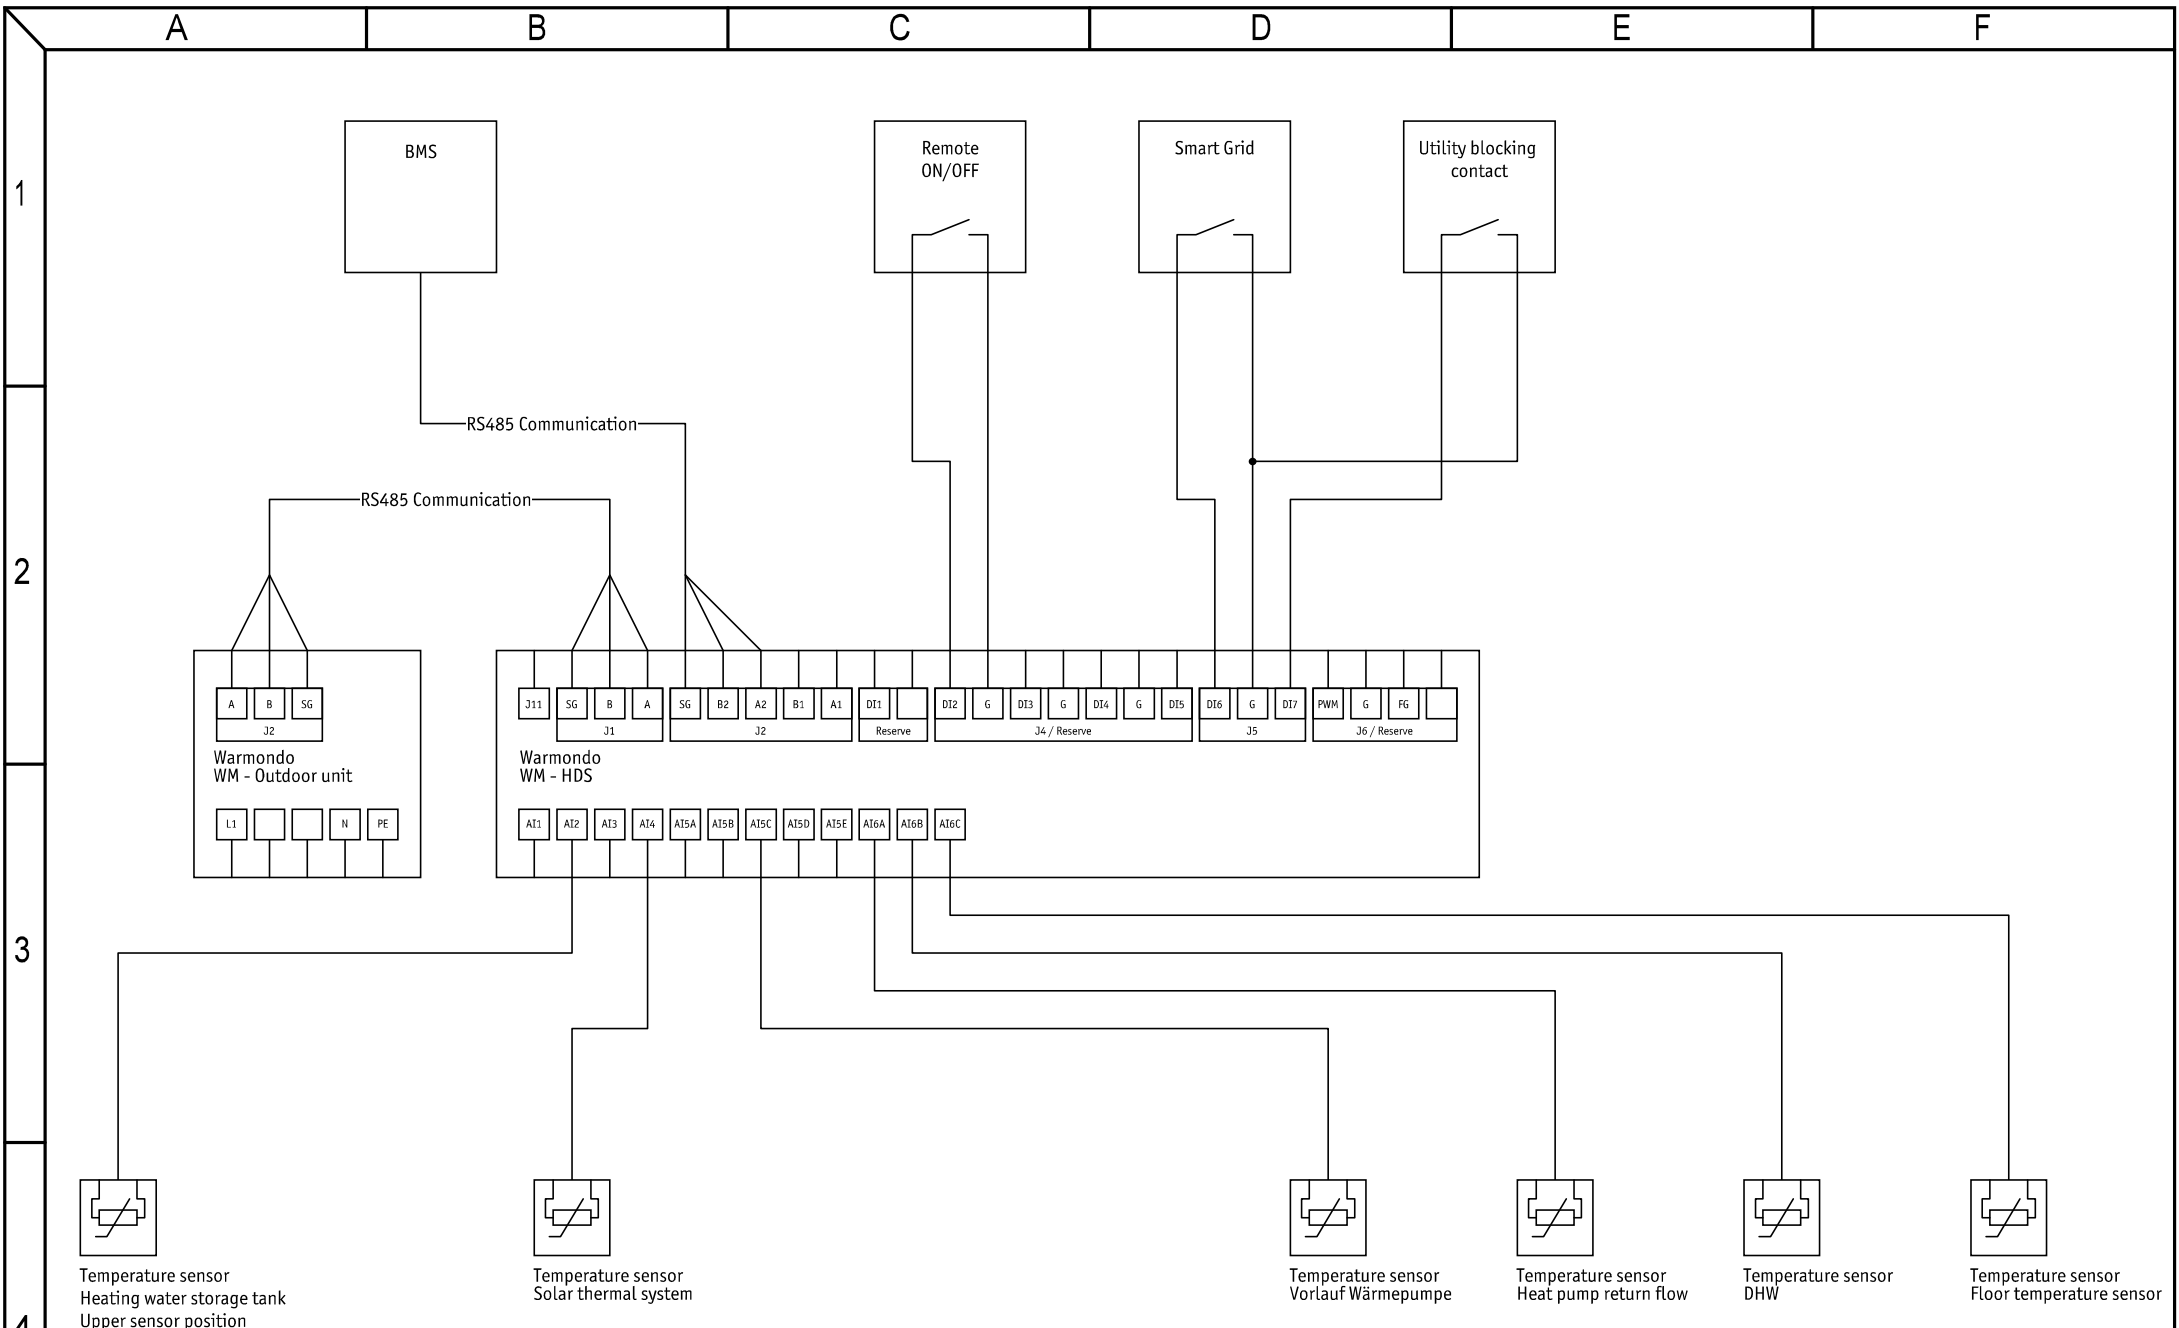 A B C D E F
1
BMS
Remote
ON/OFF
Smart Grid
Utility blocking
contact
2
RS485 Communication
RS485 Communication
A B SG
J2
Warmondo
WM - Outdoor unit
L1 N PE
J11 SG B A SG B2 A2 B1 A1 DI1 DI2 G DI3 G DI4 G DI5 DI6 G DI7 PWM G FG
J1 J2 Reserve J4 / Reserve J5 J6 / Reserve
Warmondo
WM - HDS
AI1 AI2 AI3 AI4 AI5A AI5B AI5C AI5D AI5E AI6A AI6B AI6C
3
4
Temperature sensor
Heating water storage tank
Upper sensor position
Temperature sensor
Solar thermal system
Temperature sensor
Vorlauf Wärmepumpe
Temperature sensor
Heat pump return flow
Temperature sensor
DHW
Temperature sensor
Floor temperature sensor